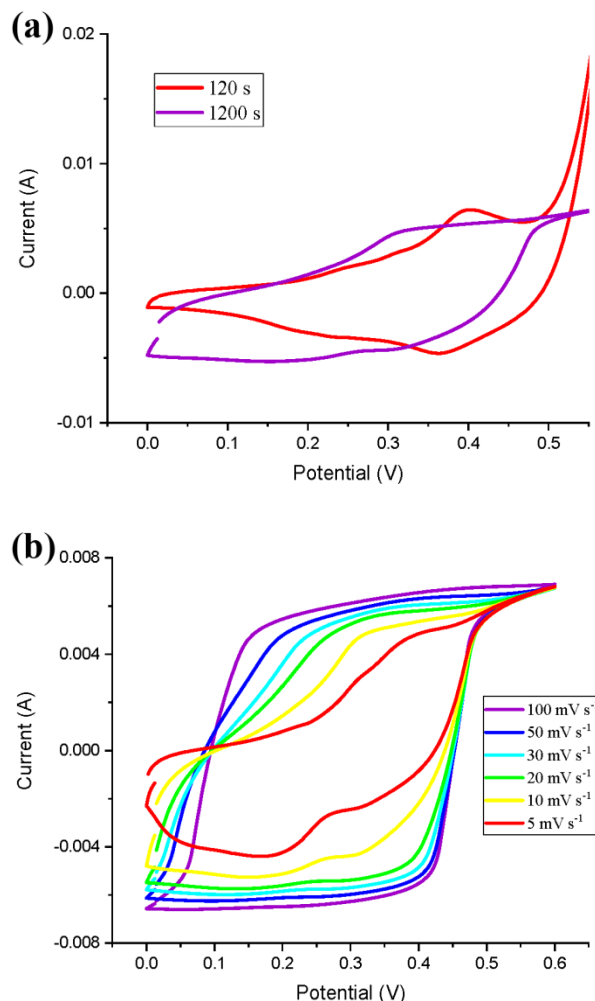 (a)
0.02
0.01
0.00
-0.01
Current (A)
120 s
1200 s
0.0 0.1 0.2 0.3 0.4 0.5
Potential (V)
(b)
0.008
0.004
0.000
-0.004
-0.008
Current (A)
100 mV s⁻¹
50 mV s⁻¹
30 mV s⁻¹
20 mV s⁻¹
10 mV s⁻¹
5 mV s⁻¹
0.0 0.1 0.2 0.3 0.4 0.5 0.6
Potential (V)